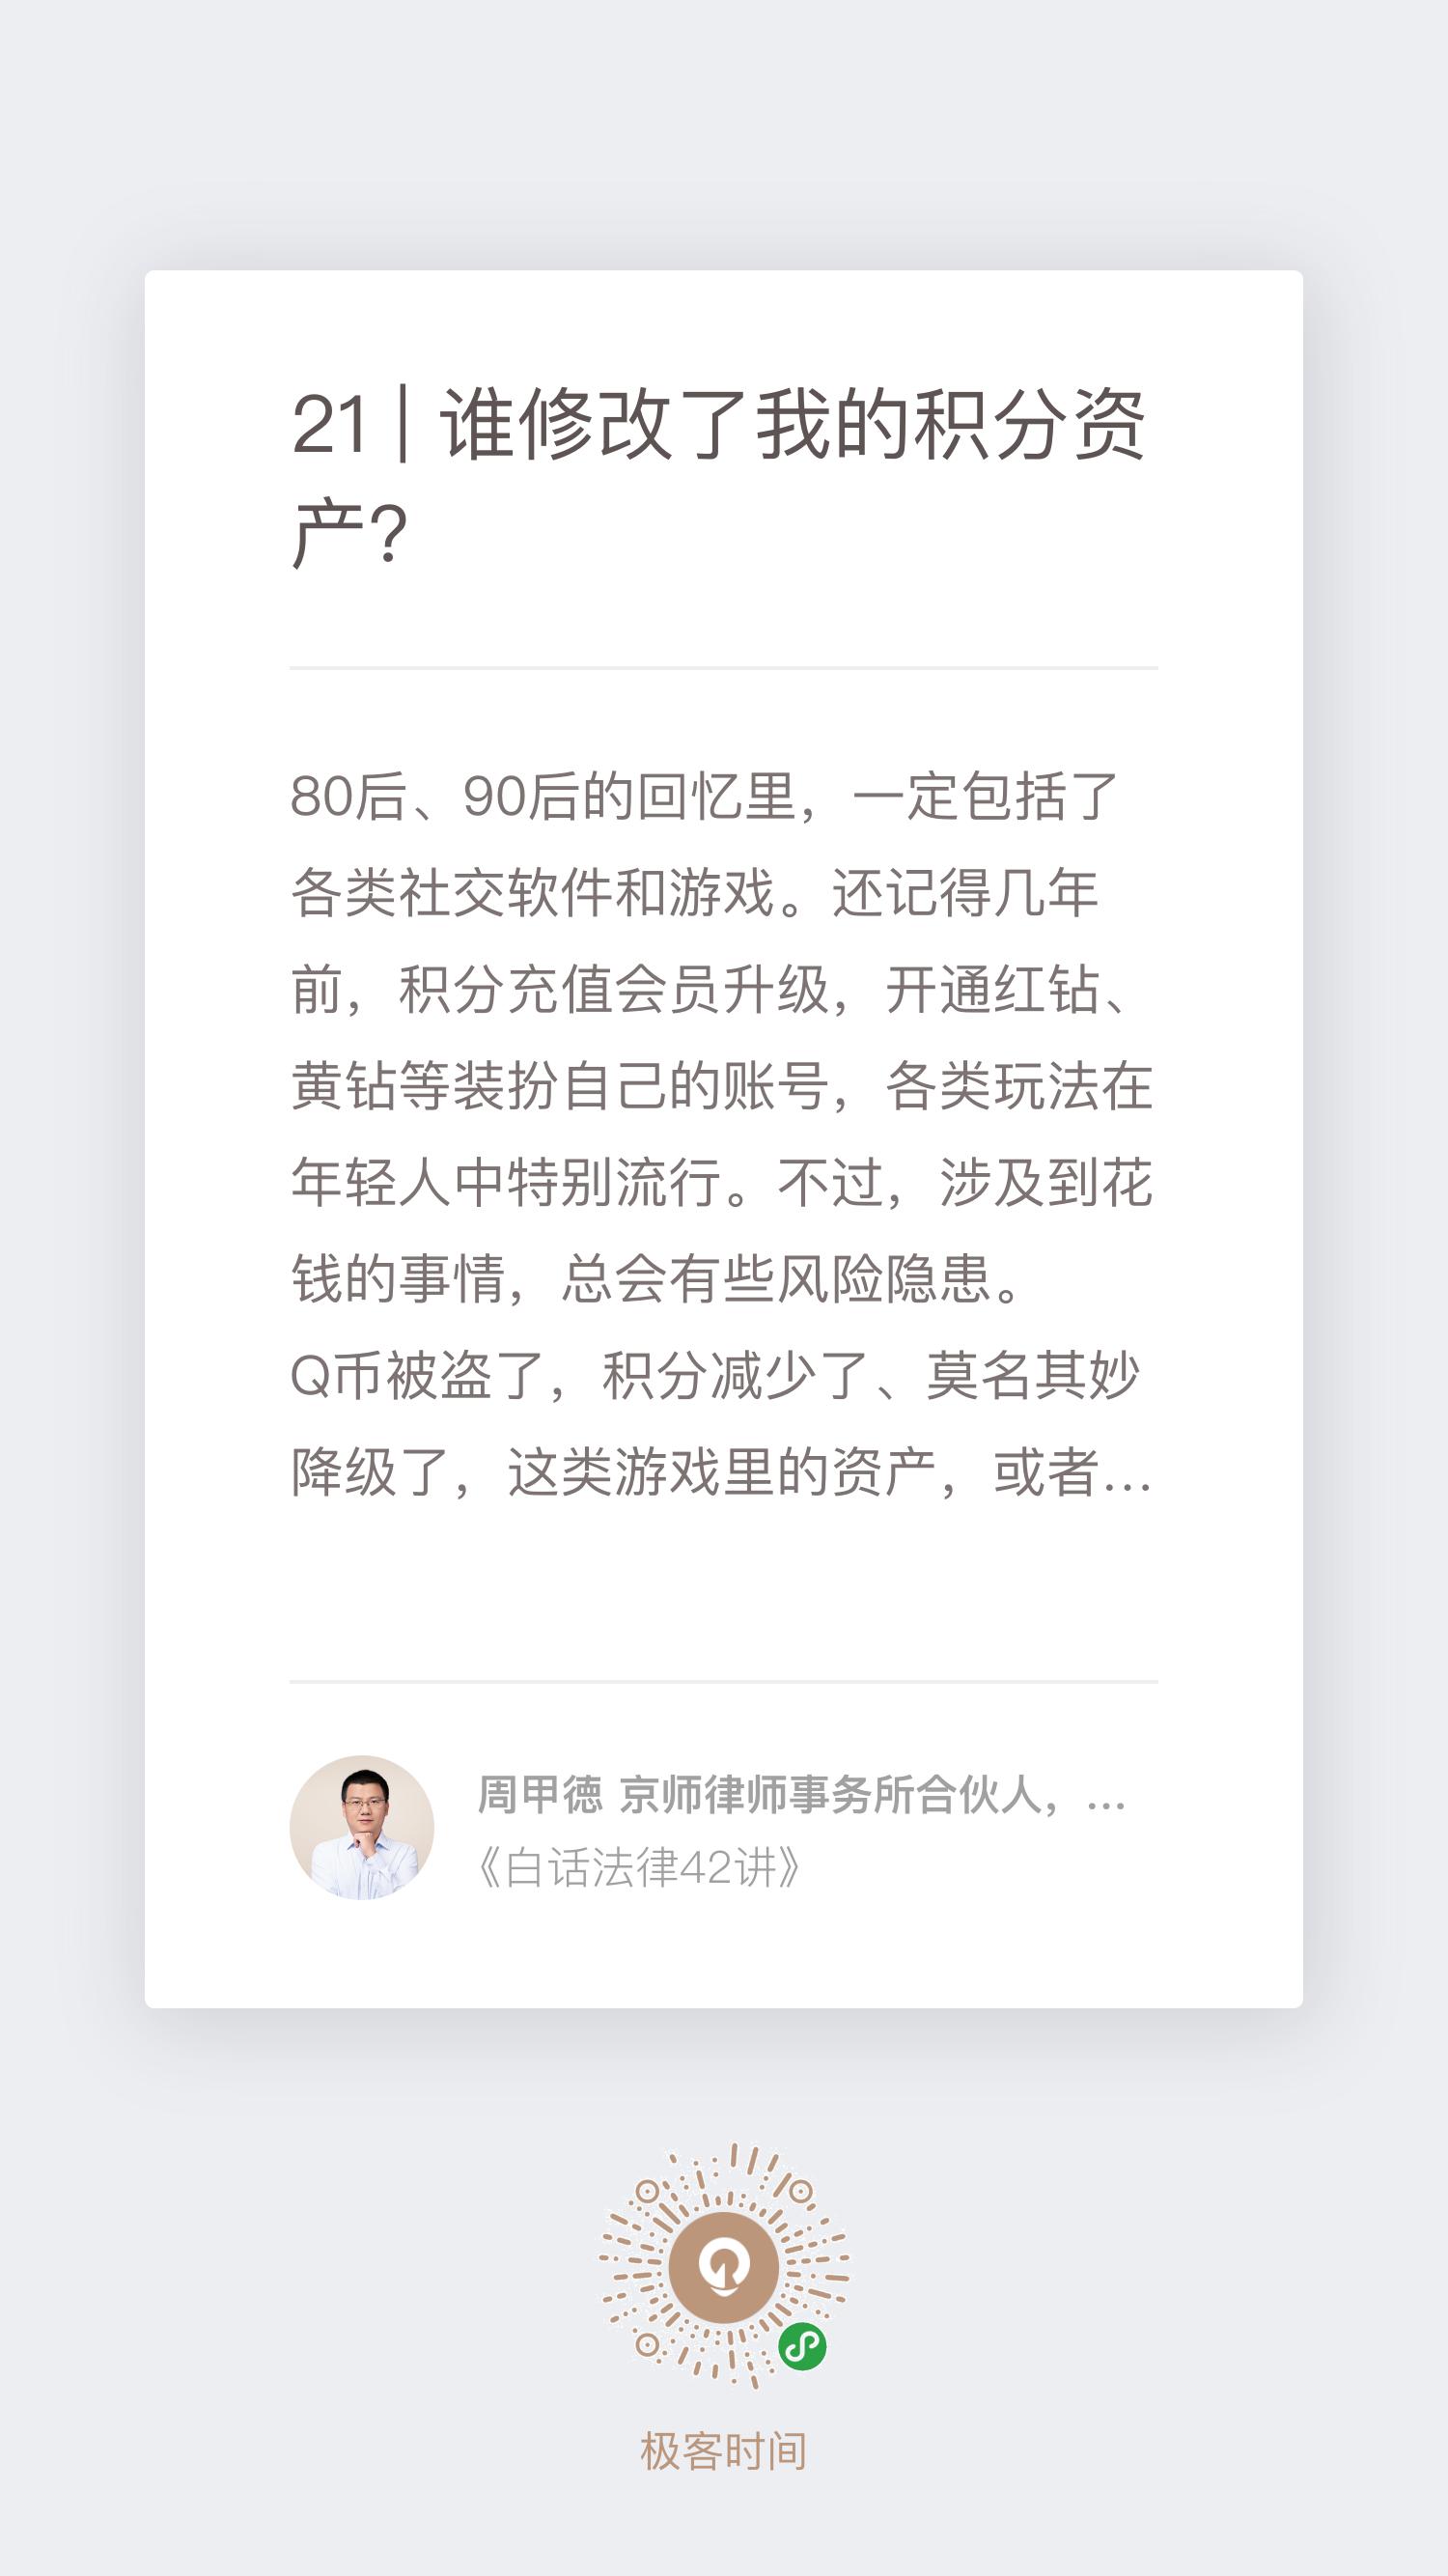 21 | 谁修改了我的积分资
产？
80后、90后的回忆里，一定包括了
各类社交软件和游戏。还记得几年
前，积分充值会员升级，开通红钻、
黄钻等装扮自己的账号，各类玩法在
年轻人中特别流行。不过，涉及到花
钱的事情，总会有些风险隐患。
Q币被盗了，积分减少了、莫名其妙
降级了，这类游戏里的资产，或者...
周甲德 京师律师事务所合伙人，...
《白话法律42讲》
极客时间